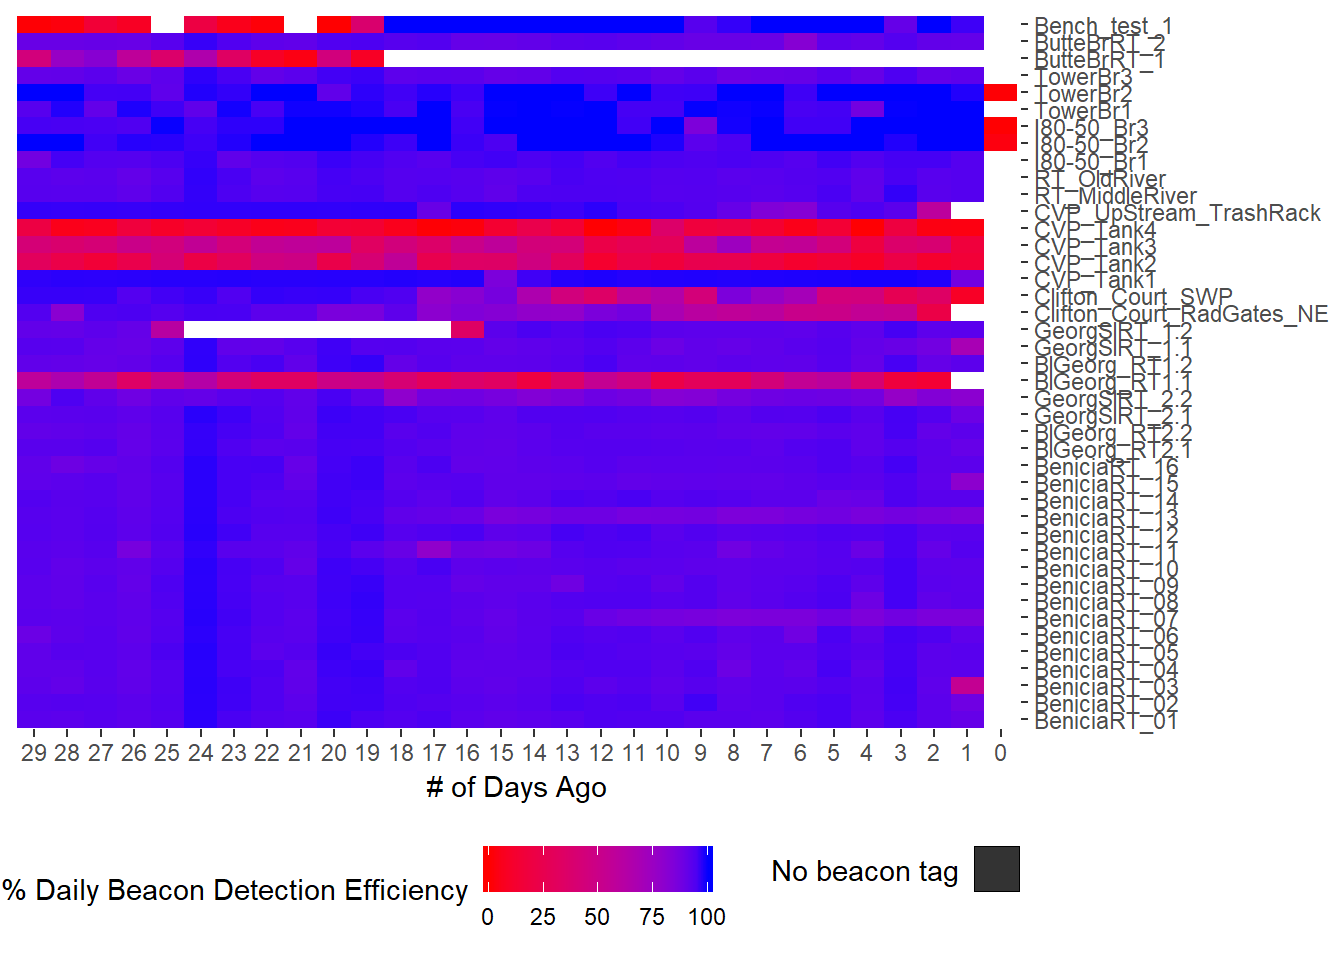 Bench_test_1
ButteBrRT_2
ButteBrRT_1
TowerBr3
TowerBr2
TowerBr1
I80-50_Br3
I80-50_Br2
I80-50_Br1
RT_OldRiver
RT_MiddleRiver
CVP_UpStream_TrashRack
CVP_Tank4
CVP_Tank3
CVP_Tank2
CVP_Tank1
Clifton_Court_SWP
Clifton_Court_RadGates_NE
GeorgSlRT_1.2
GeorgSlRT_1.1
BlGeorg_RT1.2
BlGeorg_RT1.1
GeorgSlRT_2.2
GeorgSlRT_2.1
BlGeorg_RT2.2
BlGeorg_RT2.1
BeniciaRT_16
BeniciaRT_15
BeniciaRT_14
BeniciaRT_13
BeniciaRT_12
BeniciaRT_11
BeniciaRT_10
BeniciaRT_09
BeniciaRT_08
BeniciaRT_07
BeniciaRT_06
BeniciaRT_05
BeniciaRT_04
BeniciaRT_03
BeniciaRT_02
BeniciaRT_01
29 28 27 26 25 24 23 22 21 20 19 18 17 16 15 14 13 12 11 10 9 8 7 6 5 4 3 2 1 0
# of Days Ago
% Daily Beacon Detection Efficiency
0 25 50 75 100
No beacon tag